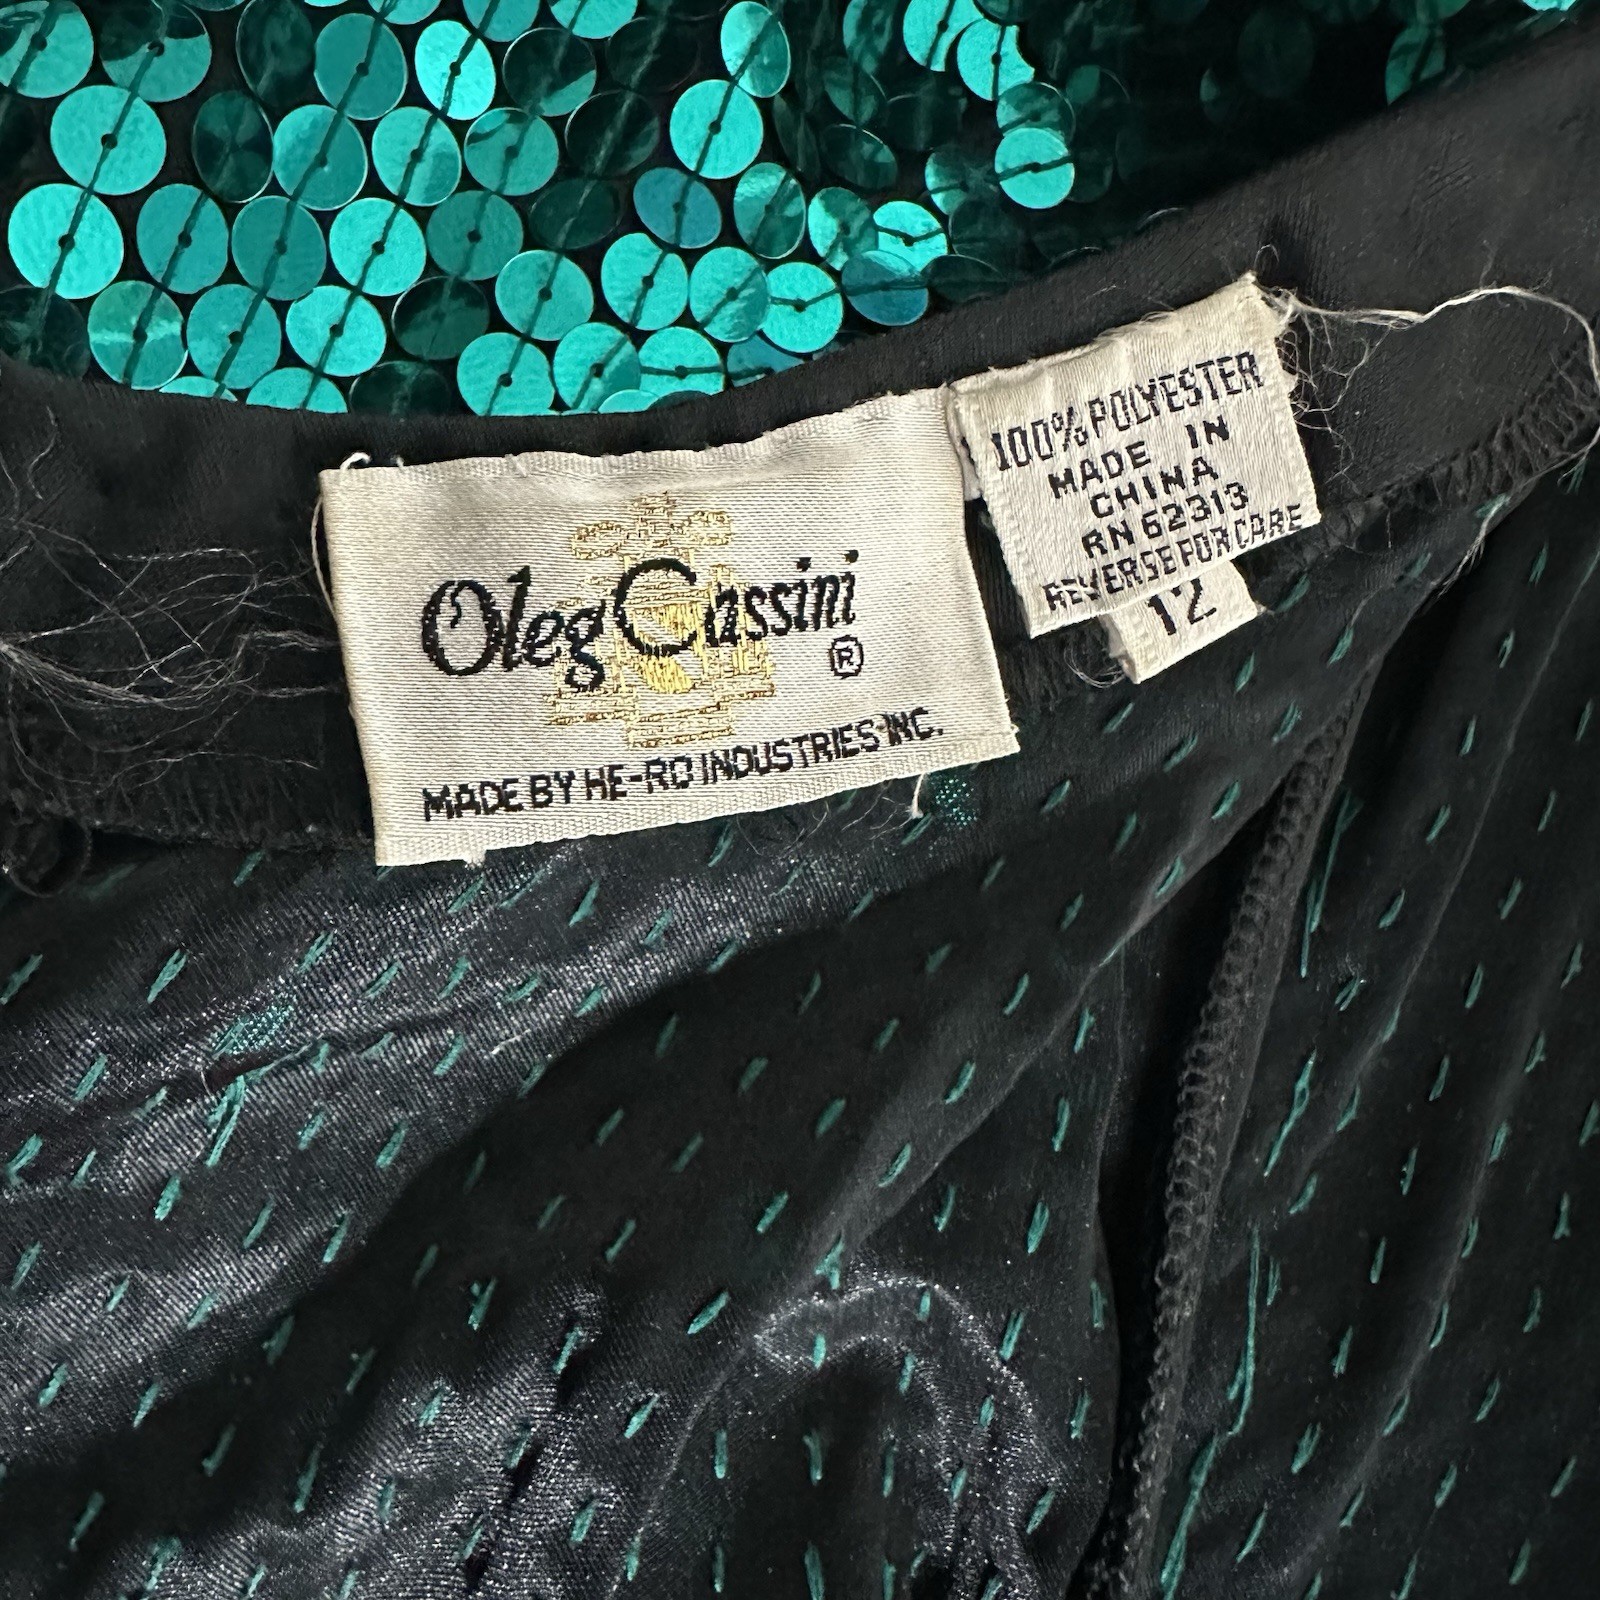 Oleg Cassini
®
MADE BY HE-RO INDUSTRIES INC.
100% POLYESTER
MADE IN
CHINA
RN 62313
REVERSE FOR CARE
12